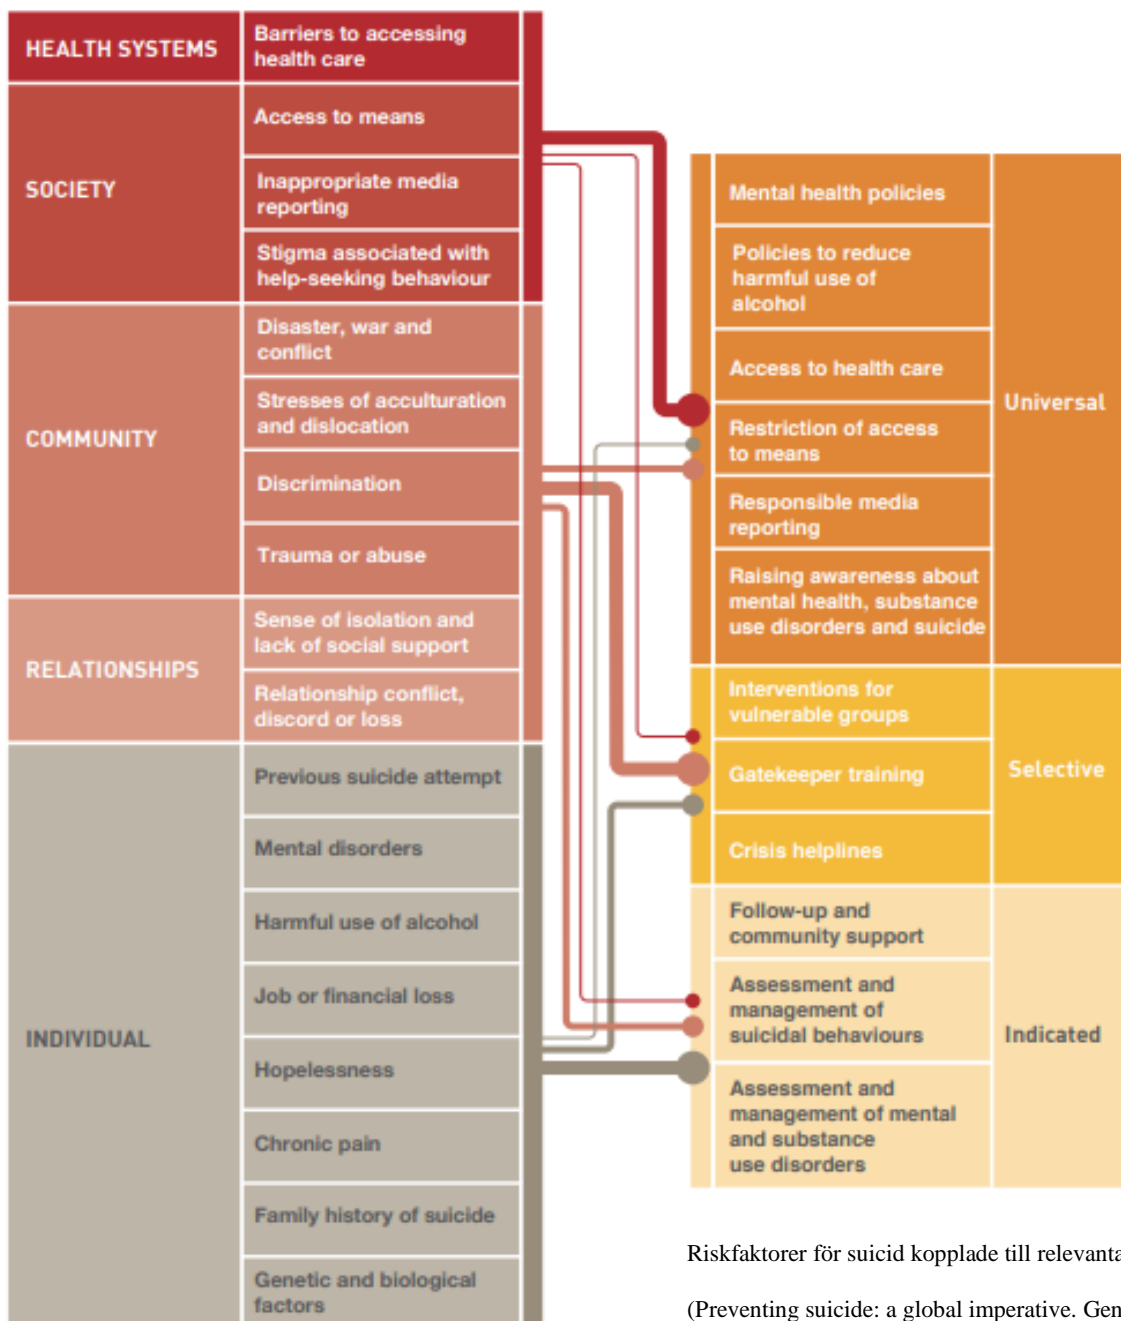 HEALTH SYSTEMS
Barriers to accessing
health care
SOCIETY
Access to means
Inappropriate media
reporting
Stigma associated with
help-seeking behaviour
COMMUNITY
Disaster, war and
conflict
Stresses of acculturation
and dislocation
Discrimination
Trauma or abuse
RELATIONSHIPS
Sense of isolation and
lack of social support
Relationship conflict,
discord or loss
INDIVIDUAL
Previous suicide attempt
Mental disorders
Harmful use of alcohol
Job or financial loss
Hopelessness
Chronic pain
Family history of suicide
Genetic and biological
factors
Mental health policies
Policies to reduce
harmful use of
alcohol
Access to health care
Restriction of access
to means
Responsible media
reporting
Raising awareness about
mental health, substance
use disorders and suicide
Universal
Interventions for
vulnerable groups
Gatekeeper training
Crisis helplines
Selective
Follow-up and
community support
Assessment and
management of
suicidal behaviours
Assessment and
management of mental
and substance
use disorders
Indicated
Riskfaktorer för suicid kopplade till relevanta
(Preventing suicide: a global imperative. Gen